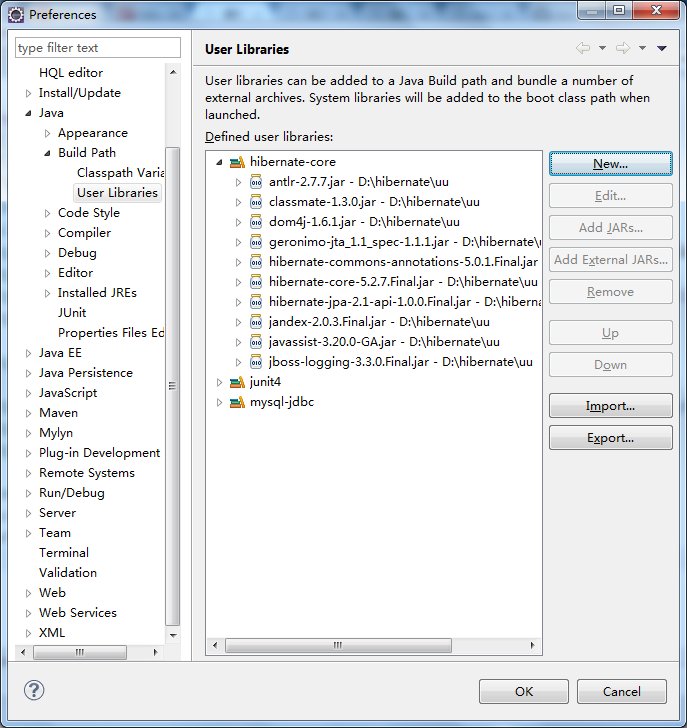 Preferences
type filter text
HQL editor
Install/Update
Java
Appearance
Build Path
Classpath Varia
User Libraries
Code Style
Compiler
Debug
Editor
Installed JREs
JUnit
Properties Files Ed
Java EE
Java Persistence
JavaScript
Maven
Mylyn
Plug-in Development
Remote Systems
Run/Debug
Server
Team
Terminal
Validation
Web
Web Services
XML
User Libraries
User libraries can be added to a Java Build path and bundle a number of
external archives. System libraries will be added to the boot class path when
launched.
Defined user libraries:
hibernate-core
antlr-2.7.7.jar - D:\hibernate\uu
classmate-1.3.0.jar - D:\hibernate\uu
dom4j-1.6.1.jar - D:\hibernate\uu
geronimo-jta_1.1_spec-1.1.1.jar - D:\hibernate\u
hibernate-commons-annotations-5.0.1.Final.jar
hibernate-core-5.2.7.Final.jar - D:\hibernate\uu
hibernate-jpa-2.1-api-1.0.0.Final.jar - D:\hibern
jandex-2.0.3.Final.jar - D:\hibernate\uu
javassist-3.20.0-GA.jar - D:\hibernate\uu
jboss-logging-3.3.0.Final.jar - D:\hibernate\uu
junit4
mysql-jdbc
New...
Edit...
Add JARs...
Add External JARs...
Remove
Up
Down
Import...
Export...
?
OK
Cancel